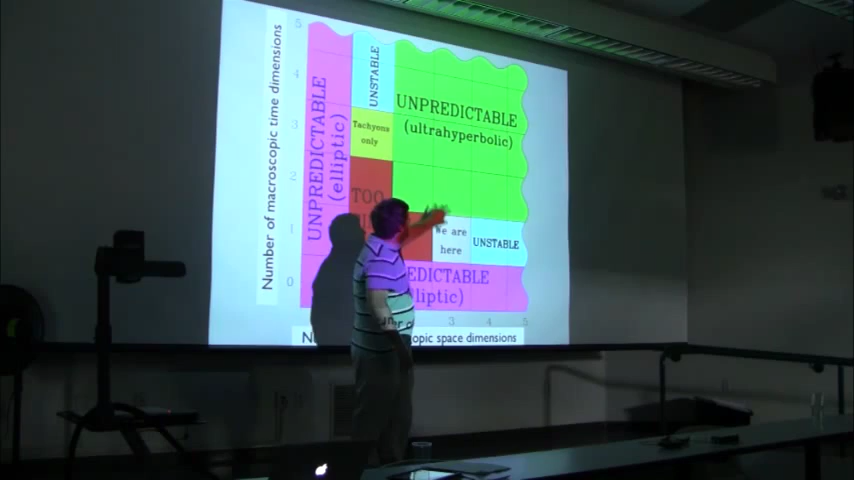 Number of macroscopic time dimensions
5
4
3
2
1
0
UNPREDICTABLE
(elliptic)
UNSTABLE
Tachyons
only
UNPREDICTABLE
(ultrahyperbolic)
TOO
We are
here
UNSTABLE
EDICTABLE
liptic)
3
4
5
opic space dimensions